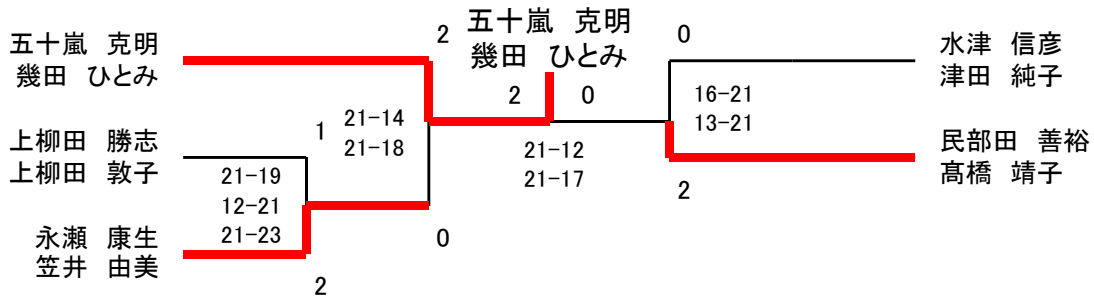 五十嵐 克明
幾田 ひとみ
2
五十嵐 克明
幾田 ひとみ
0
水津 信彦
津田 純子
2
0
16-21
13-21
1
21-14
21-18
上柳田 勝志
上柳田 敦子
21-12
21-17
民部田 善裕
髙橋 靖子
21-19
12-21
21-23
2
永瀬 康生
笠井 由美
0
2